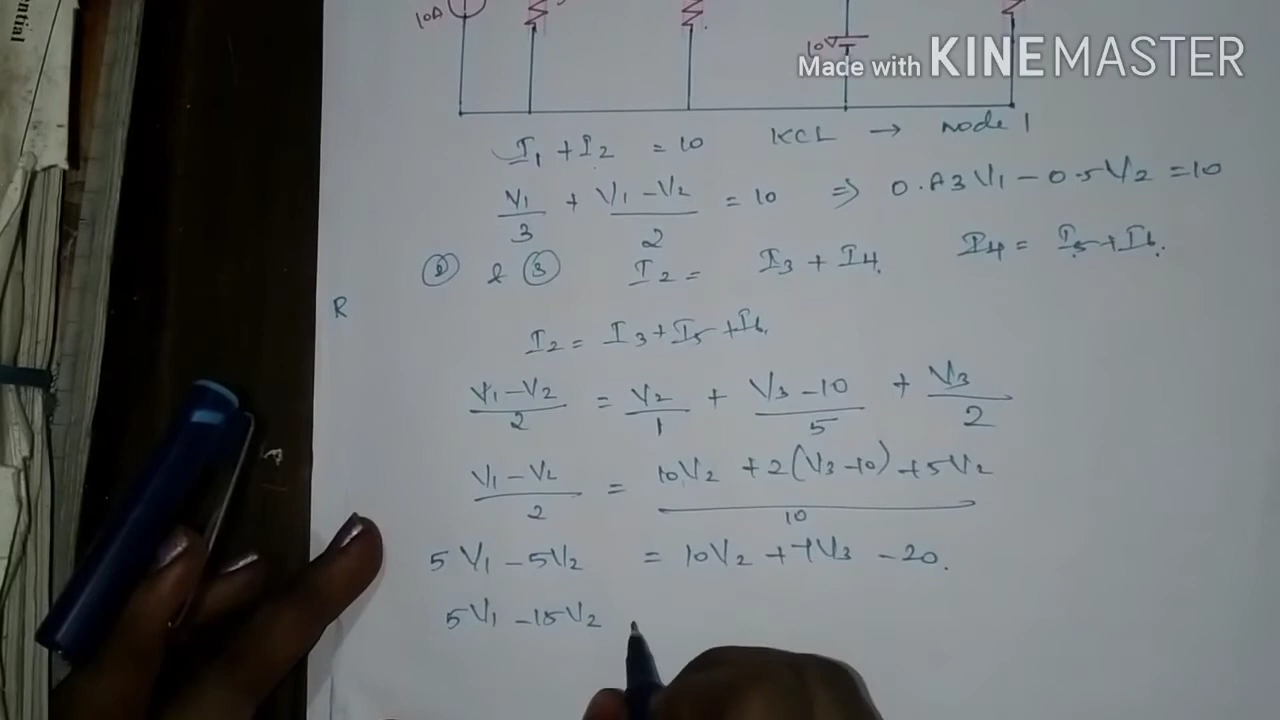 ential
10A
10V
Made with KINEMASTER
I1 + I2 = 10 KCL → node 1
V1/3 + (V1 - V2)/2 = 10 ⇒ 0.83V1 - 0.5V2 = 10
② & ③ I2 = I3 + I4. I4 = I5 + I6.
R
I2 = I3 + I5 + I6.
(V1 - V2)/2 = V2/1 + (V3 - 10)/5 + V3/2
(V1 - V2)/2 = (10V2 + 2(V3 - 10) + 5V2)/10
5V1 - 5V2 = 10V2 + 7V3 - 20.
5V1 - 15V2